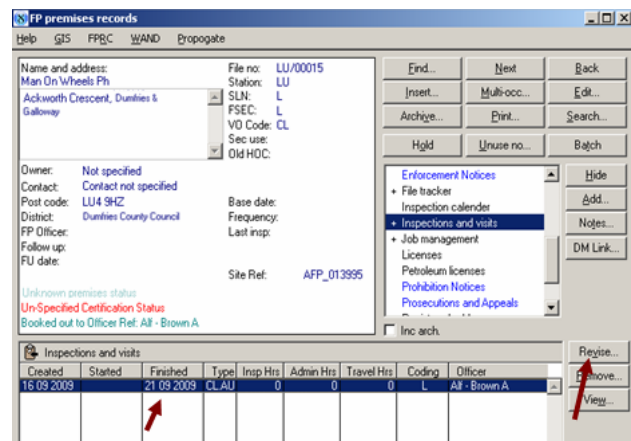 FP premises records
Help GIS FPRC WAND Propogate
Name and address:
Man On Wheels Ph
Ackworth Crescent, Dumfries &
Galloway
File no: LU/00015
Station: LU
SLN: L
FSEC: L
VO Code: CL
Sec use:
Old HOC:
Owner: Not specified
Contact: Contact not specified
Post code: LU4 9HZ
District: Dumfries County Council
FP Officer:
Follow up:
FU date:
Base date:
Frequency:
Last insp:
Site Ref: AFP_013995
Unknown premises status
Un-Specified Certification Status
Booked out to Officer Ref: Alf - Brown A
Find... Next Back
Insert... Multi-occ... Edit...
Archive... Print... Search...
Hold Unuse no... Batch
Enforcement Notices
+ File tracker
Inspection calender
+ Inspections and visits
+ Job management
Licenses
Petroleum licenses
Prohibition Notices
Prosecutions and Appeals
Hide
Add...
Notes...
DM Link...
Inc arch.
Inspections and visits
Created Started Finished Type Insp Hrs Admin Hrs Travel Hrs Coding Officer
16 09 2009 21 09 2009 CL.AU 0 0 0 L Alf - Brown A
Revise...
Remove...
View...